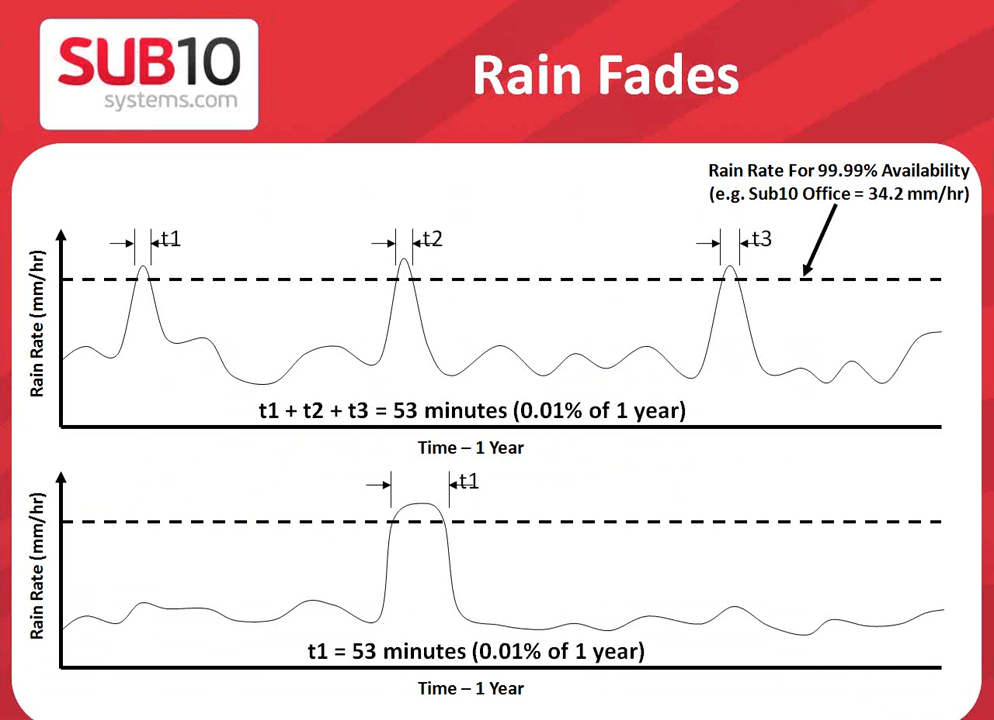 SUB10
systems.com
Rain Fades
Rain Rate For 99.99% Availability
(e.g. Sub10 Office = 34.2 mm/hr)
t1
t2
t3
Rain Rate (mm/hr)
t1 + t2 + t3 = 53 minutes (0.01% of 1 year)
Time – 1 Year
t1
Rain Rate (mm/hr)
t1 = 53 minutes (0.01% of 1 year)
Time – 1 Year